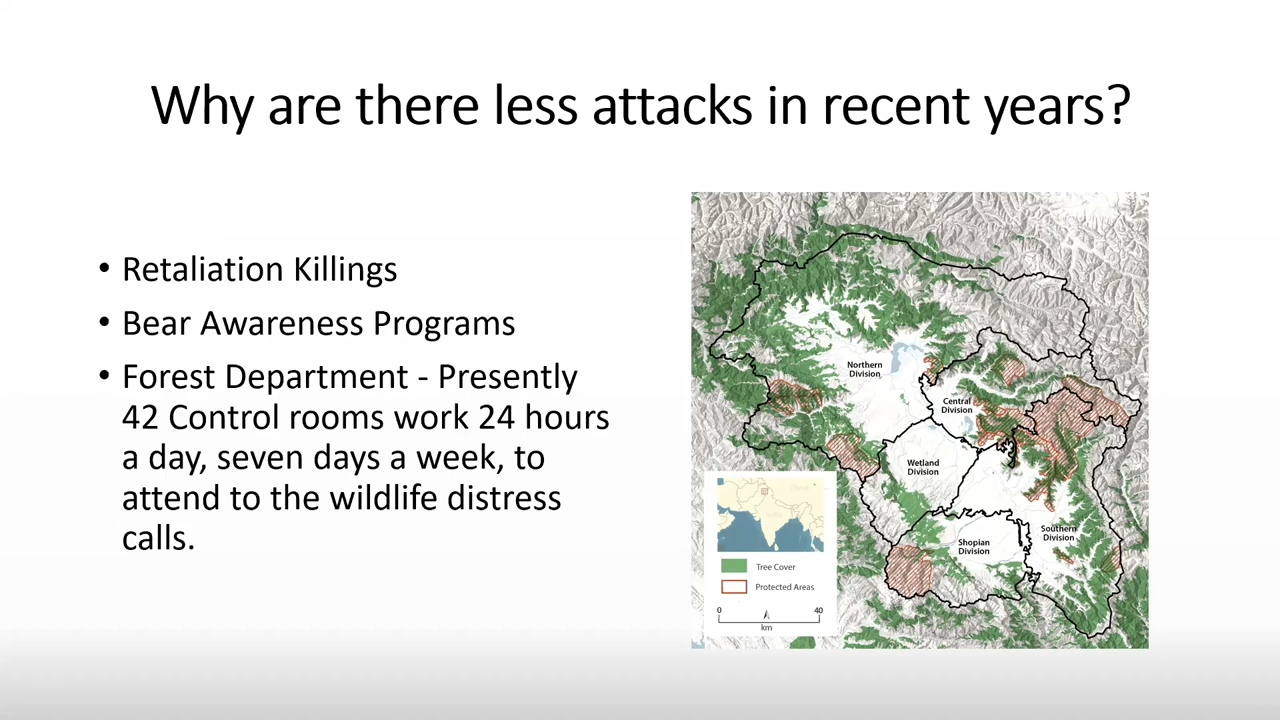 Why are there less attacks in recent years?
• Retaliation Killings
• Bear Awareness Programs
• Forest Department - Presently
42 Control rooms work 24 hours
a day, seven days a week, to
attend to the wildlife distress
calls.
Northern
Division
Central
Division
Wetland
Division
Shopian
Division
Southern
Division
Tree Cover
Protected Areas
0 40
km